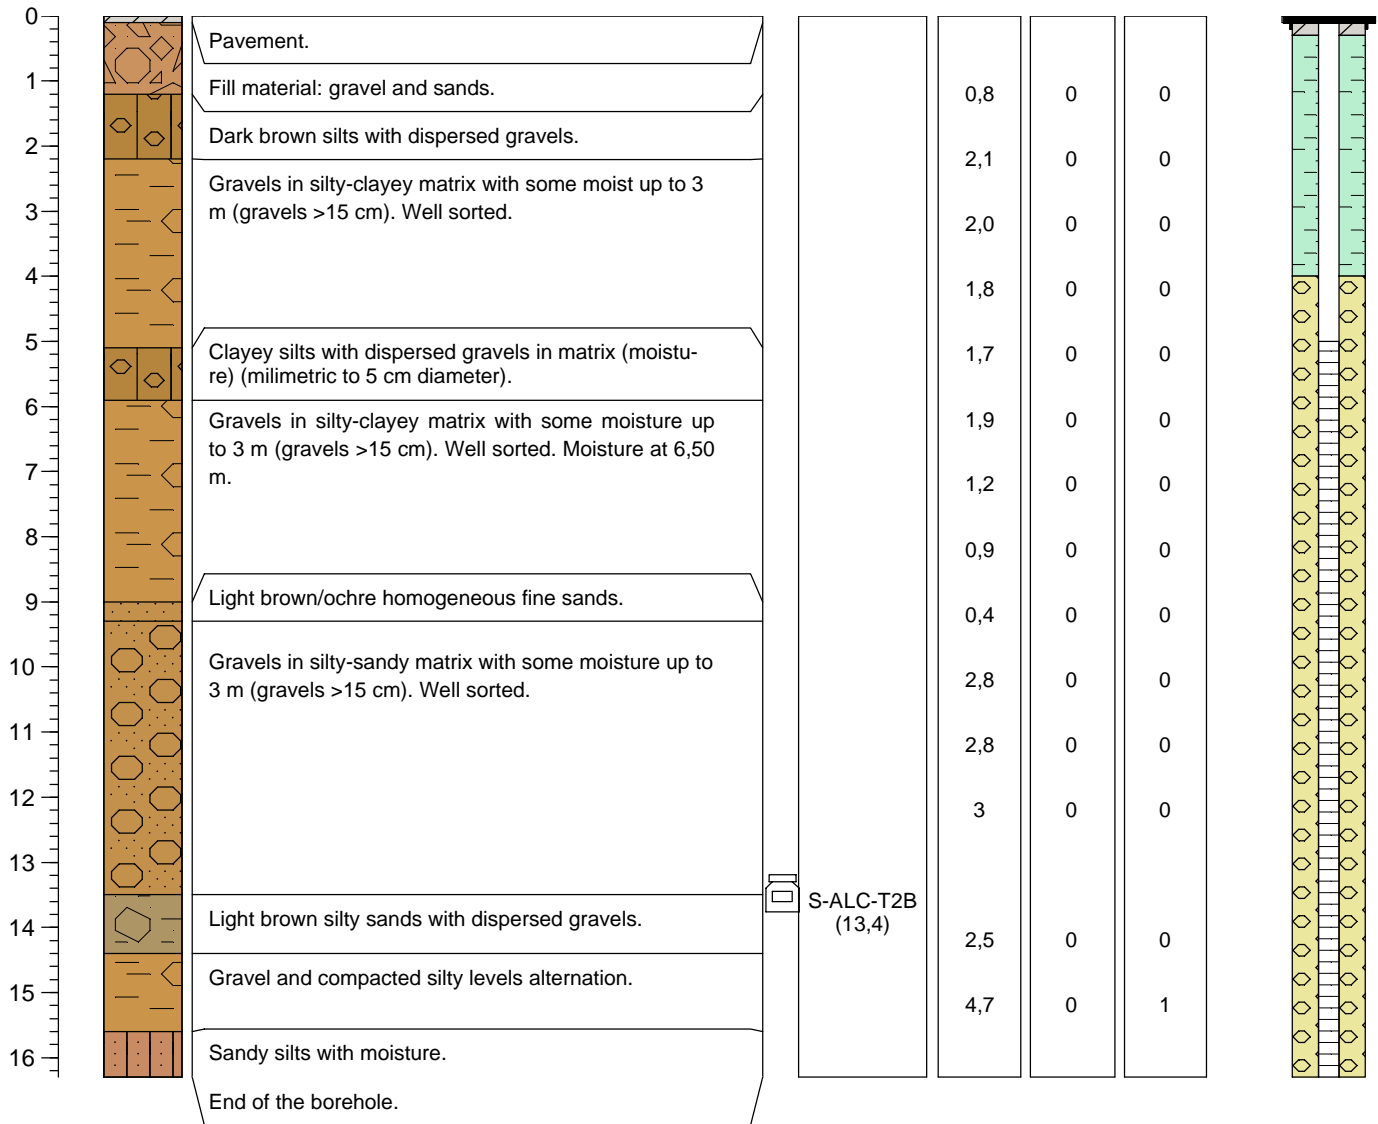 0
Pavement.
1
Fill material: gravel and sands.
0,8 0 0
Dark brown silts with dispersed gravels.
2
2,1 0 0
Gravels in silty-clayey matrix with some moist up to 3
m (gravels >15 cm). Well sorted.
3
2,0 0 0
4
1,8 0 0
5
Clayey silts with dispersed gravels in matrix (moistu-
re) (milimetric to 5 cm diameter).
1,7 0 0
6
Gravels in silty-clayey matrix with some moisture up
to 3 m (gravels >15 cm). Well sorted. Moisture at 6,50
m.
1,9 0 0
7
1,2 0 0
8
0,9 0 0
9
Light brown/ochre homogeneous fine sands.
0,4 0 0
10
Gravels in silty-sandy matrix with some moisture up to
3 m (gravels >15 cm). Well sorted.
2,8 0 0
11
2,8 0 0
12
3 0 0
13
S-ALC-T2B
(13,4)
14
Light brown silty sands with dispersed gravels.
2,5 0 0
Gravel and compacted silty levels alternation.
15
4,7 0 1
16
Sandy silts with moisture.
End of the borehole.